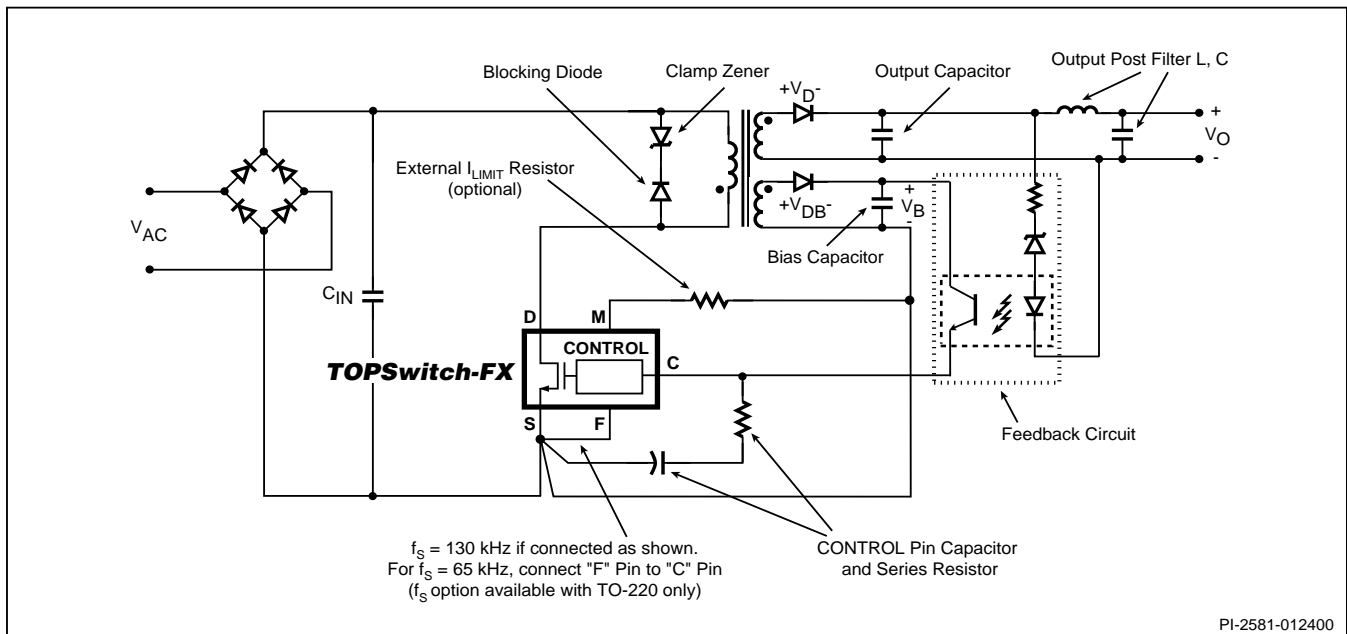 Blocking Diode
Clamp Zener
+VD-
Output Capacitor
Output Post Filter L, C
+
VO
-
External ILIMIT Resistor
(optional)
+VDB-
+
VB
-
Bias Capacitor
VAC
CIN
D
M
CONTROL
C
TOPSwitch-FX
S
F
Feedback Circuit
fS = 130 kHz if connected as shown.
For fS = 65 kHz, connect "F" Pin to "C" Pin
(fS option available with TO-220 only)
CONTROL Pin Capacitor
and Series Resistor
PI-2581-012400